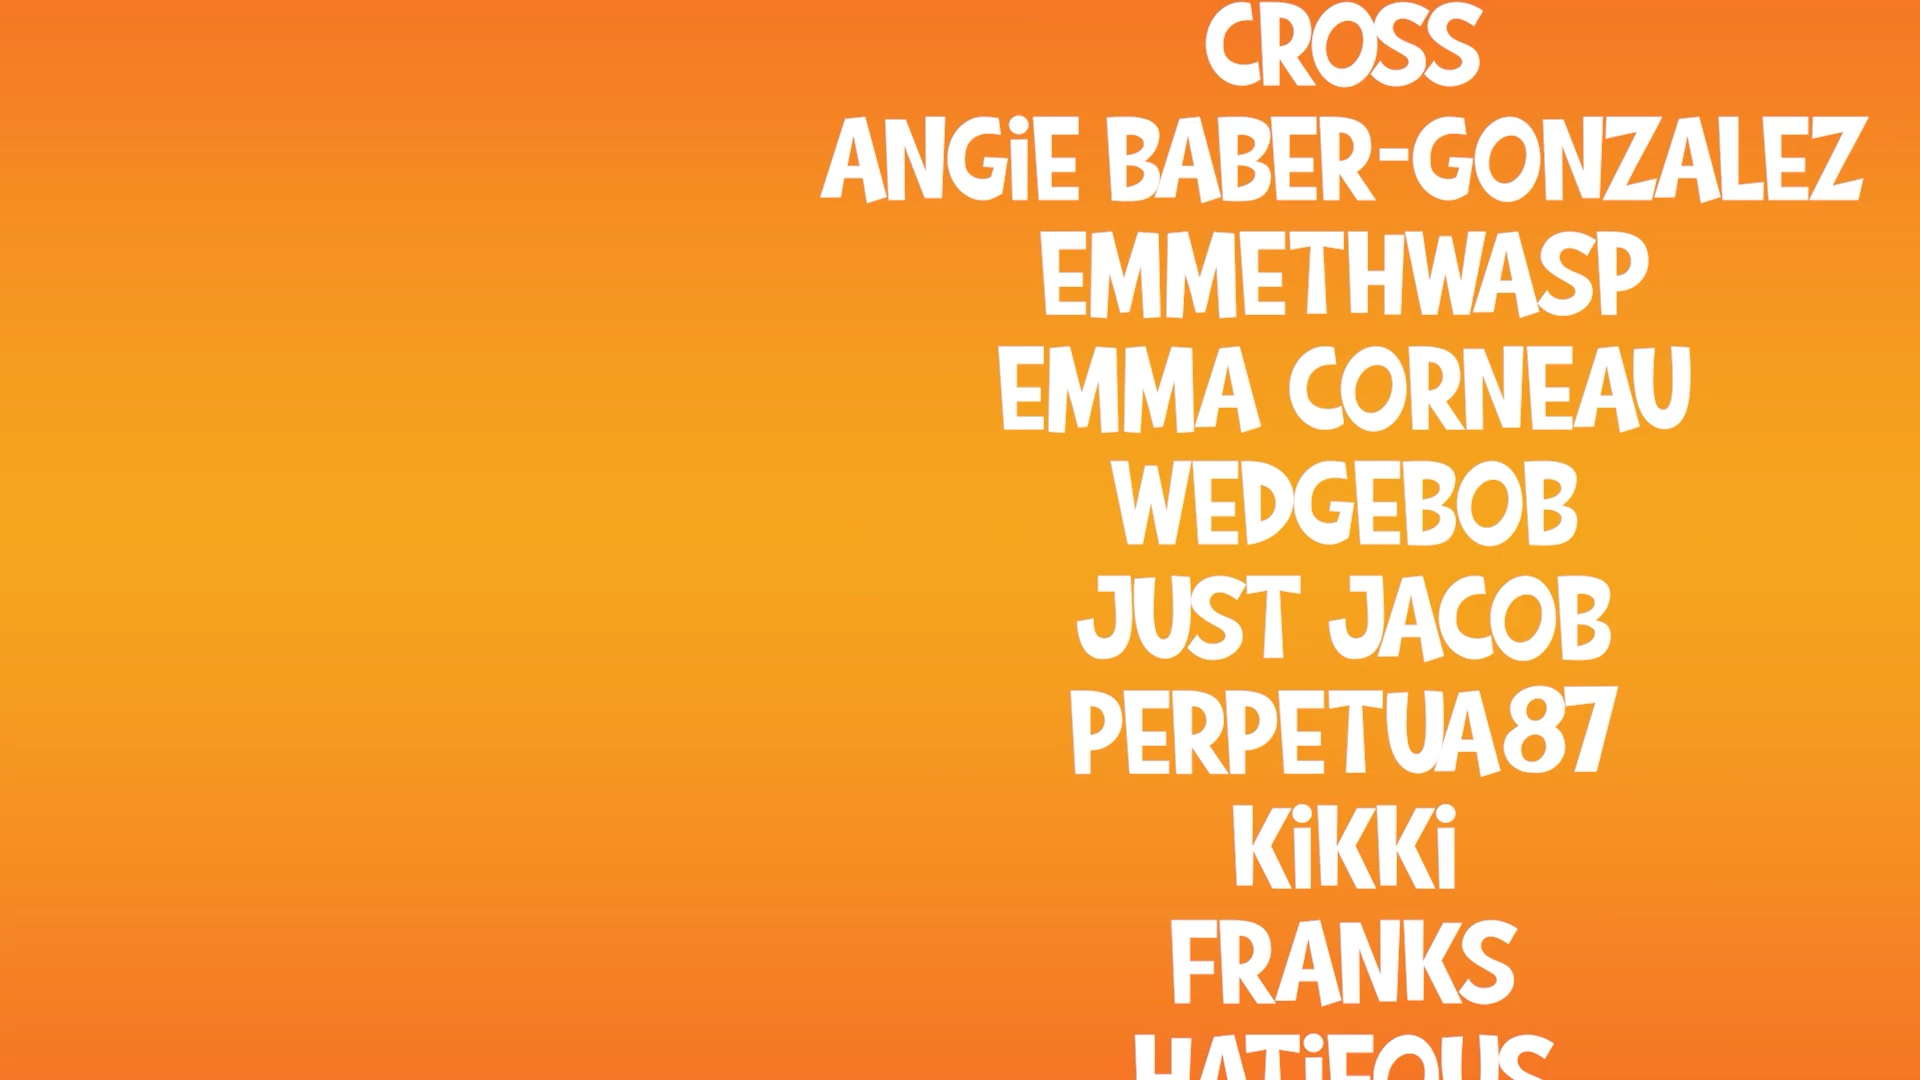 CROSS
ANGiE BABER-GONZALEZ
EMMETHWASP
EMMA CORNEAU
WEDGEBOB
JUST JACOB
PERPETUA87
KiKKi
FRANKS